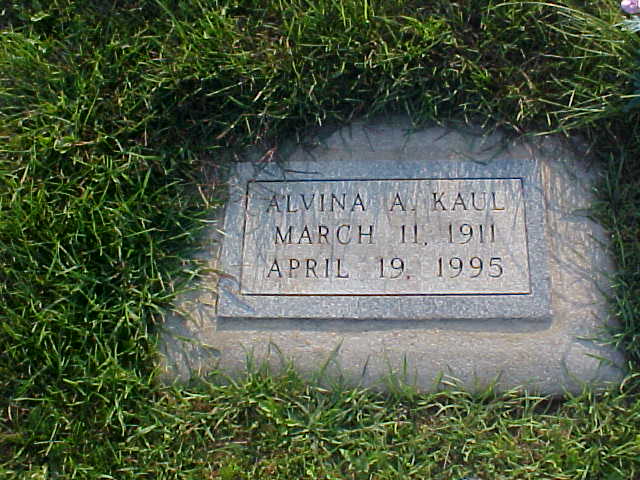 ALVINA A. KAUL
MARCH 11, 1911
APRIL 19, 1995